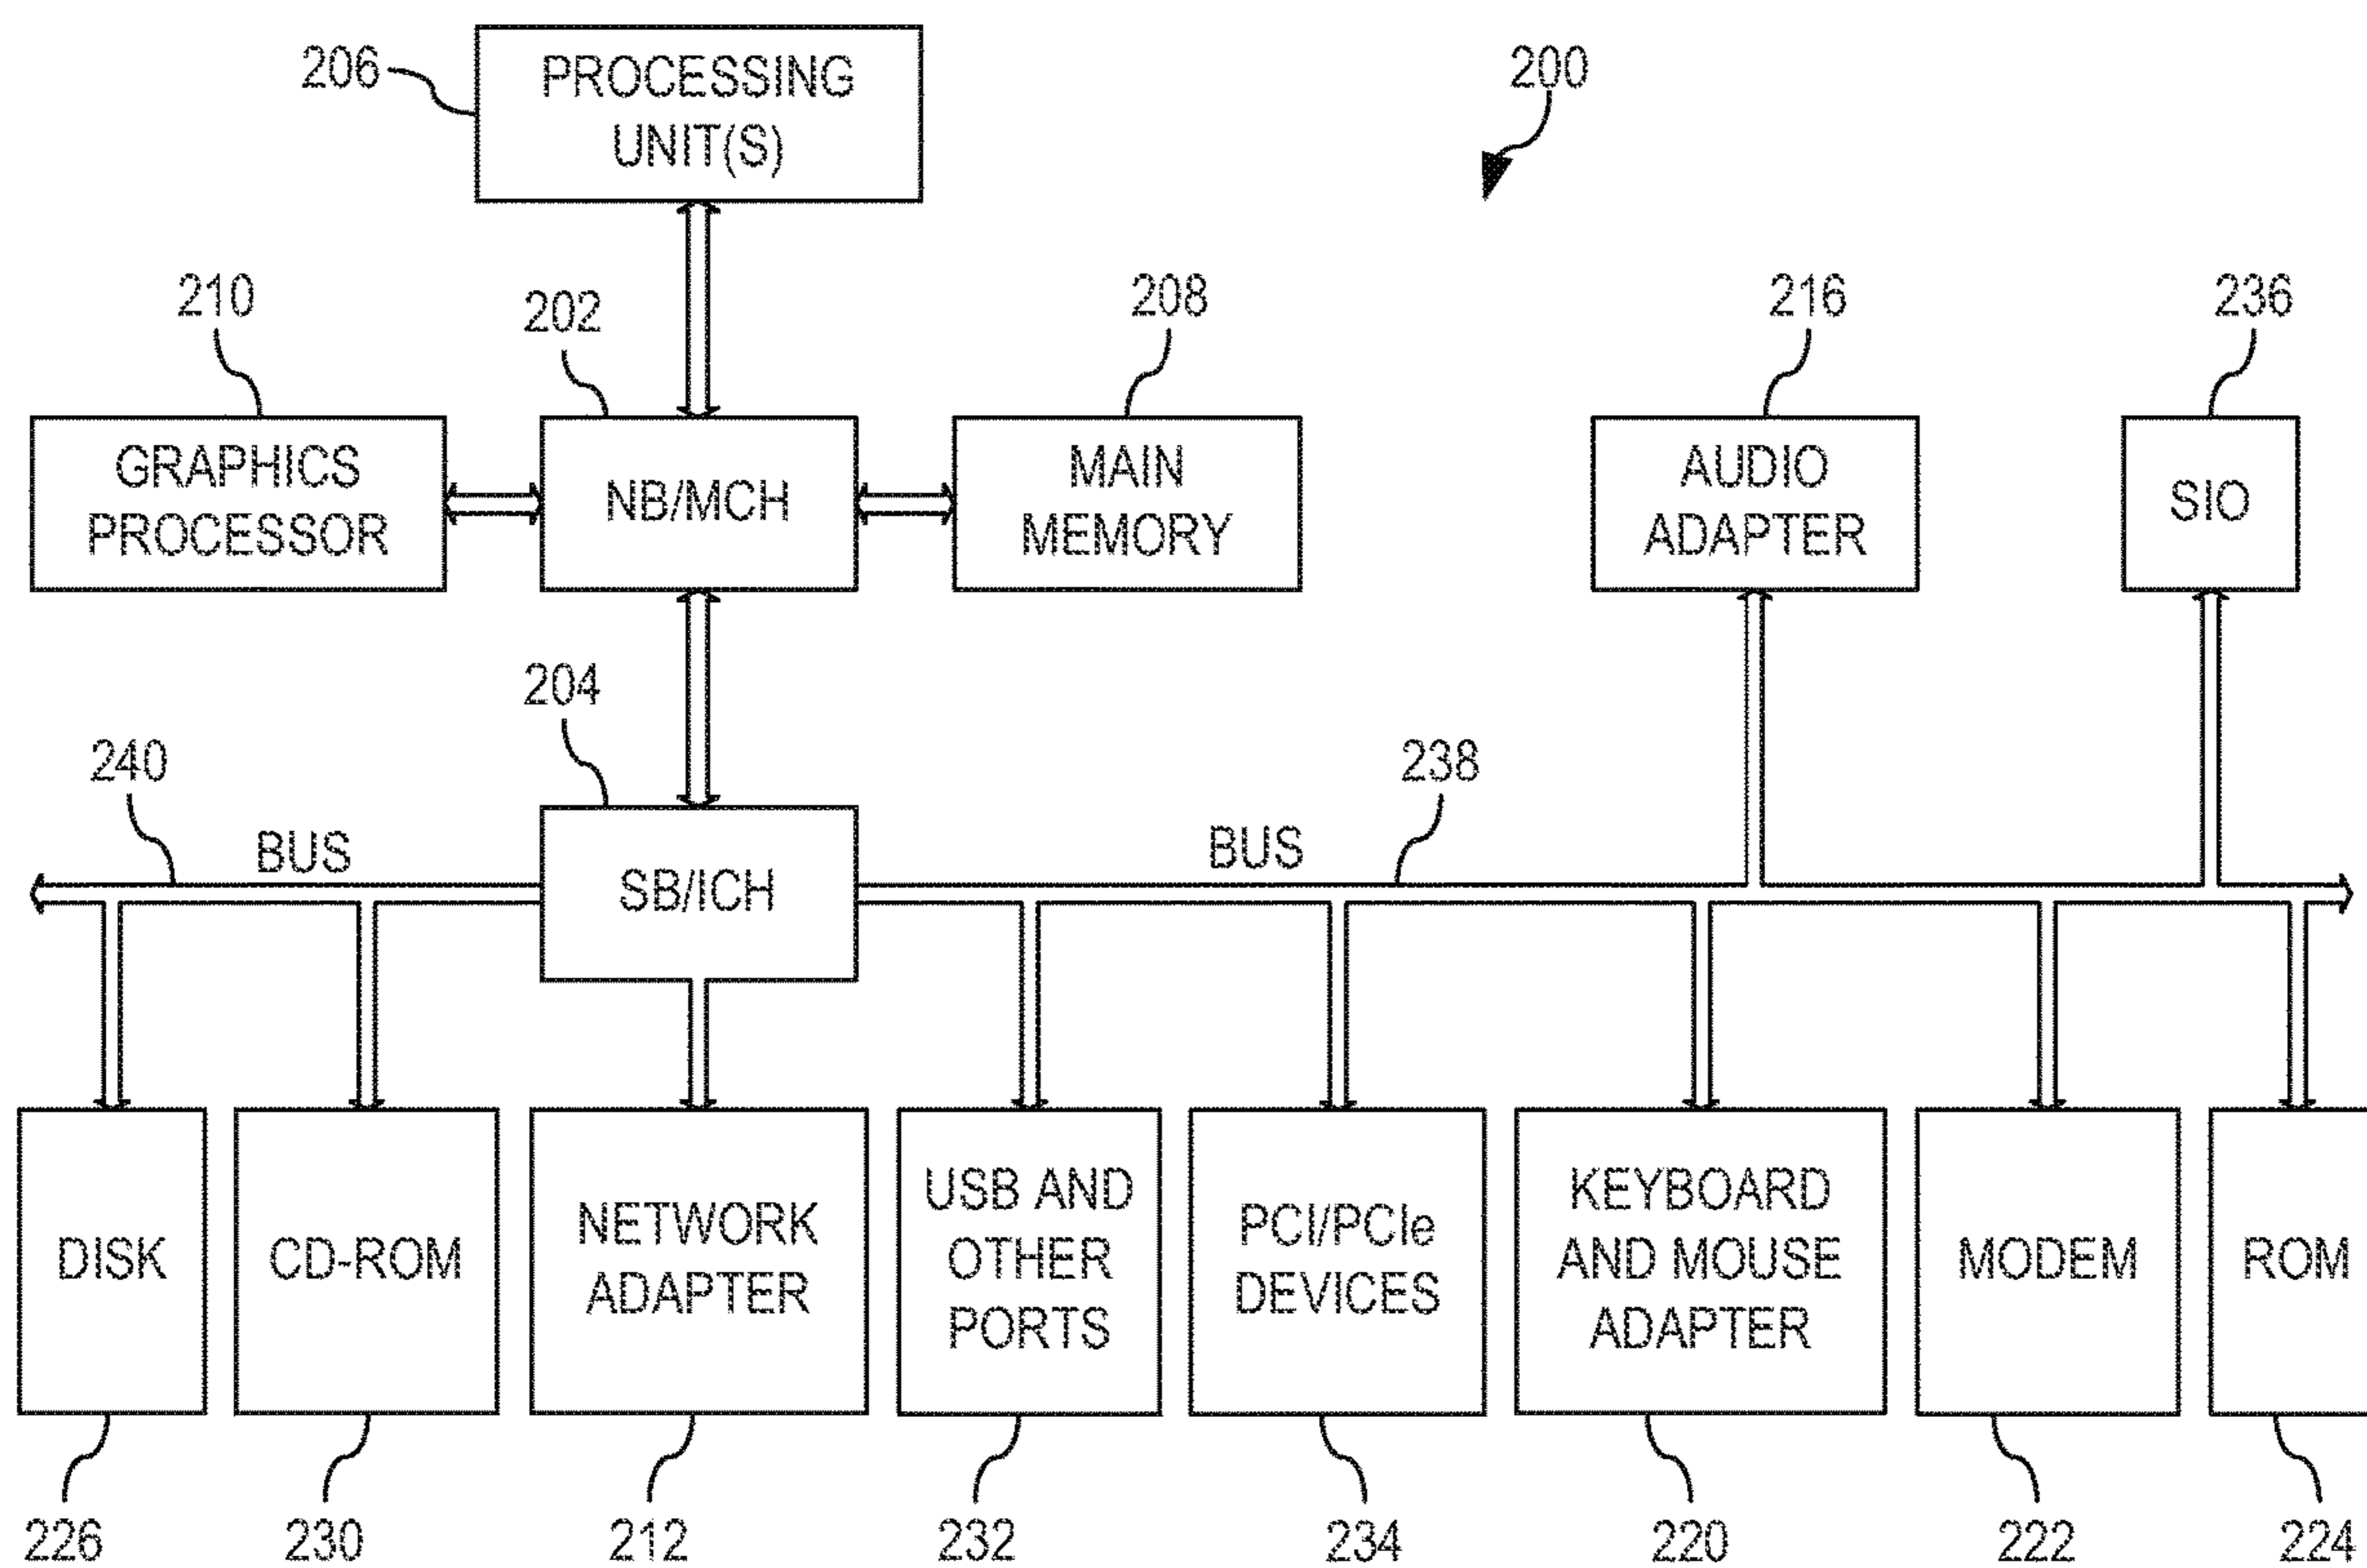 206
PROCESSING
UNIT(S)
200
210
202
208
216
236
GRAPHICS
PROCESSOR
NB/MCH
MAIN
MEMORY
AUDIO
ADAPTER
SIO
204
240
BUS
238
BUS
SB/ICH
DISK
CD-ROM
NETWORK
ADAPTER
USB AND
OTHER
PORTS
PCI/PCIe
DEVICES
KEYBOARD
AND MOUSE
ADAPTER
MODEM
ROM
226
230
212
232
234
220
222
224